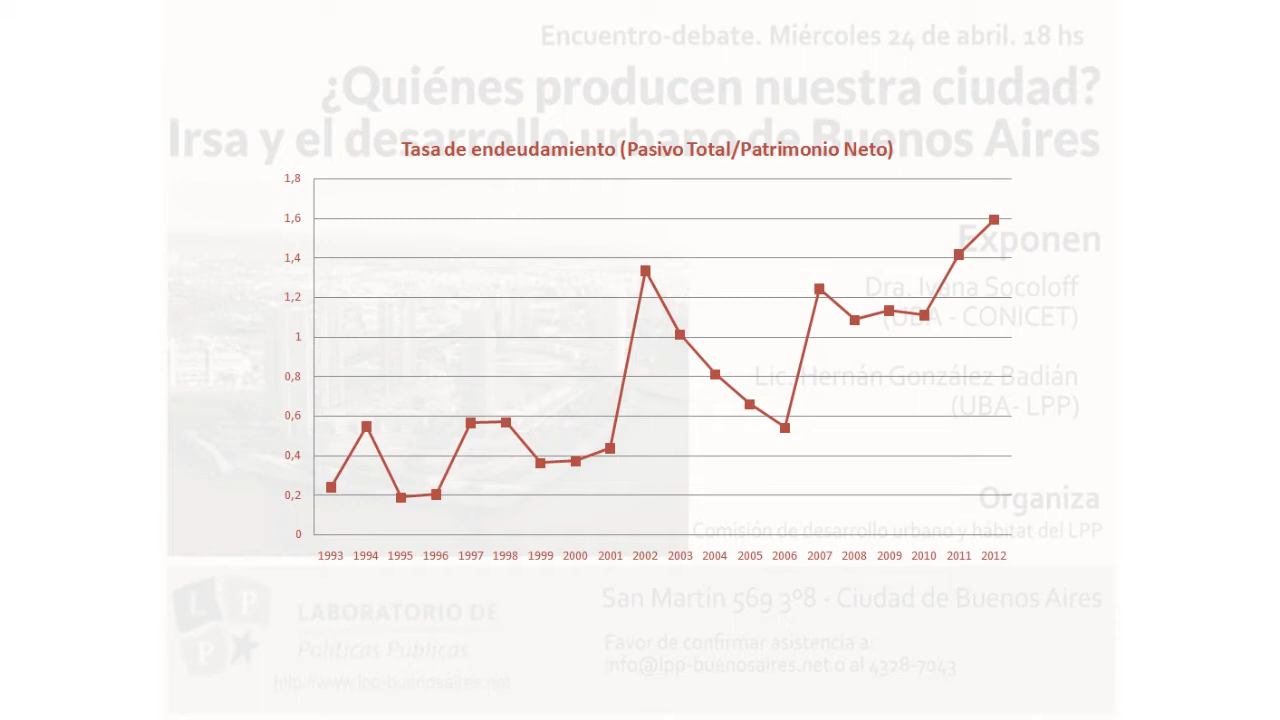 Encuentro-debate. Miércoles 24 de abril. 18 hs
¿Quiénes producen nuestra ciudad?
Irsa y el desarrollo urbano de Buenos Aires
Tasa de endeudamiento (Pasivo Total/Patrimonio Neto)
1,8
1,6
1,4
1,2
1
0,8
0,6
0,4
0,2
0
1993 1994 1995 1996 1997 1998 1999 2000 2001 2002 2003 2004 2005 2006 2007 2008 2009 2010 2011 2012
Exponen
Dra. Ivana Socoloff
(UBA - CONICET)
Lic. Hernán González Badián
(UBA- LPP)
Organiza
Comisión de desarrollo urbano y hábitat del LPP
L P P
LABORATORIO DE
Políticas Públicas
http://www.lpp-buenosaires.net
San Martín 569 3º8 - Ciudad de Buenos Aires
Favor de confirmar asistencia a:
info@lpp-buenosaires.net o al 4328-7043